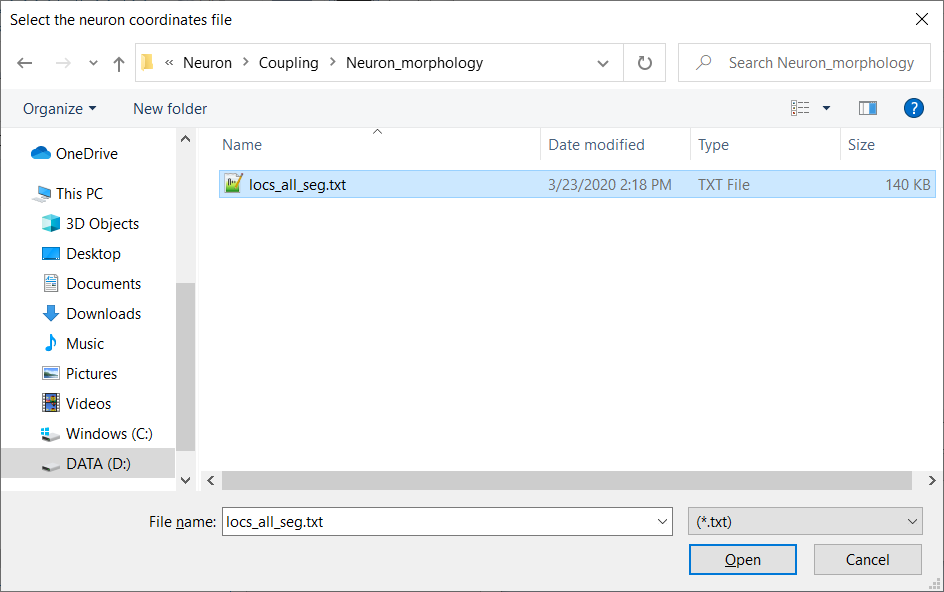 Select the neuron coordinates file
« Neuron > Coupling > Neuron_morphology
Search Neuron_morphology
Organize
New folder
?
Name
Date modified
Type
Size
locs_all_seg.txt
3/23/2020 2:18 PM
TXT File
140 KB
OneDrive
This PC
3D Objects
Desktop
Documents
Downloads
Music
Pictures
Videos
Windows (C:)
DATA (D:)
File name:
locs_all_seg.txt
(*.txt)
Open
Cancel